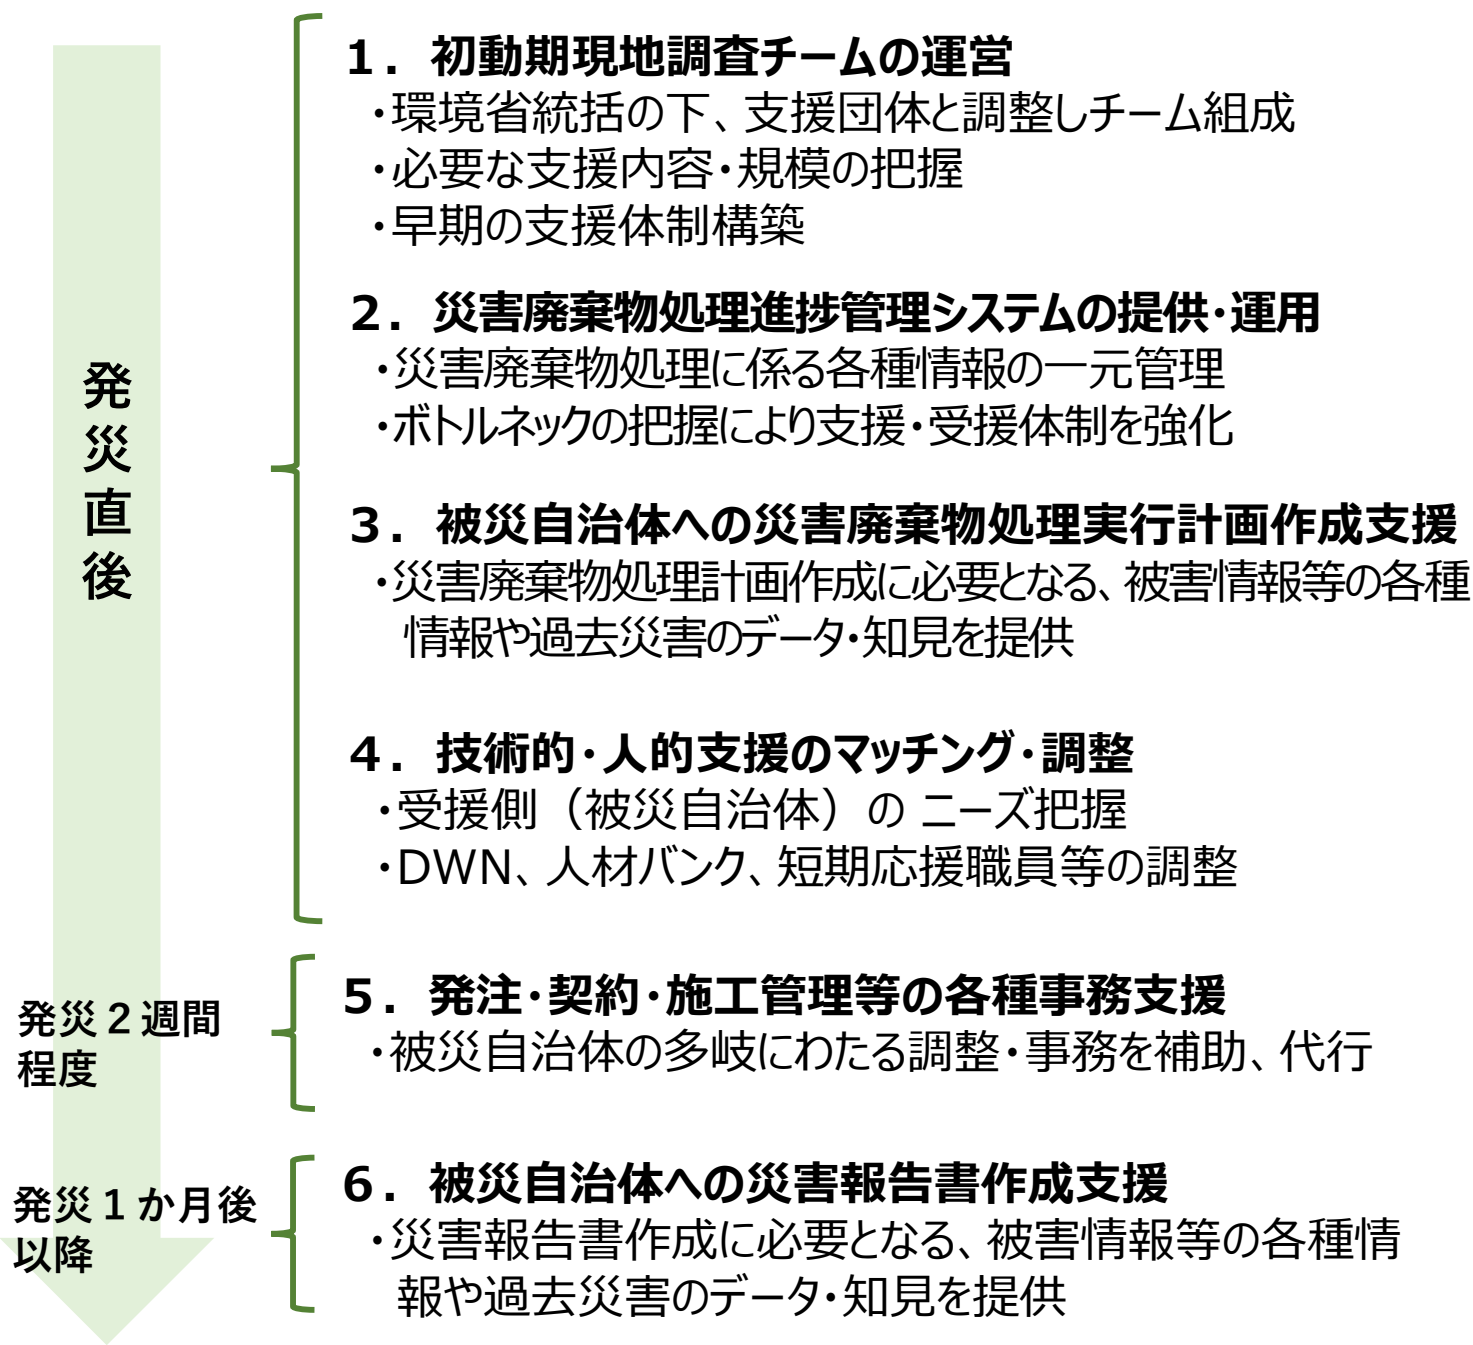 発災直後
１．初動期現地調査チームの運営
・環境省統括の下、支援団体と調整しチーム組成
・必要な支援内容・規模の把握
・早期の支援体制構築
２．災害廃棄物処理進捗管理システムの提供・運用
・災害廃棄物処理に係る各種情報の一元管理
・ボトルネックの把握により支援・受援体制を強化
３．被災自治体への災害廃棄物処理実行計画作成支援
・災害廃棄物処理計画作成に必要となる、被害情報等の各種
情報や過去災害のデータ・知見を提供
４．技術的・人的支援のマッチング・調整
・受援側（被災自治体）の ニーズ把握
・DWN、人材バンク、短期応援職員等の調整
発災２週間
程度
５．発注・契約・施工管理等の各種事務支援
・被災自治体の多岐にわたる調整・事務を補助、代行
発災１か月後
以降
６．被災自治体への災害報告書作成支援
・災害報告書作成に必要となる、被害情報等の各種情
報や過去災害のデータ・知見を提供